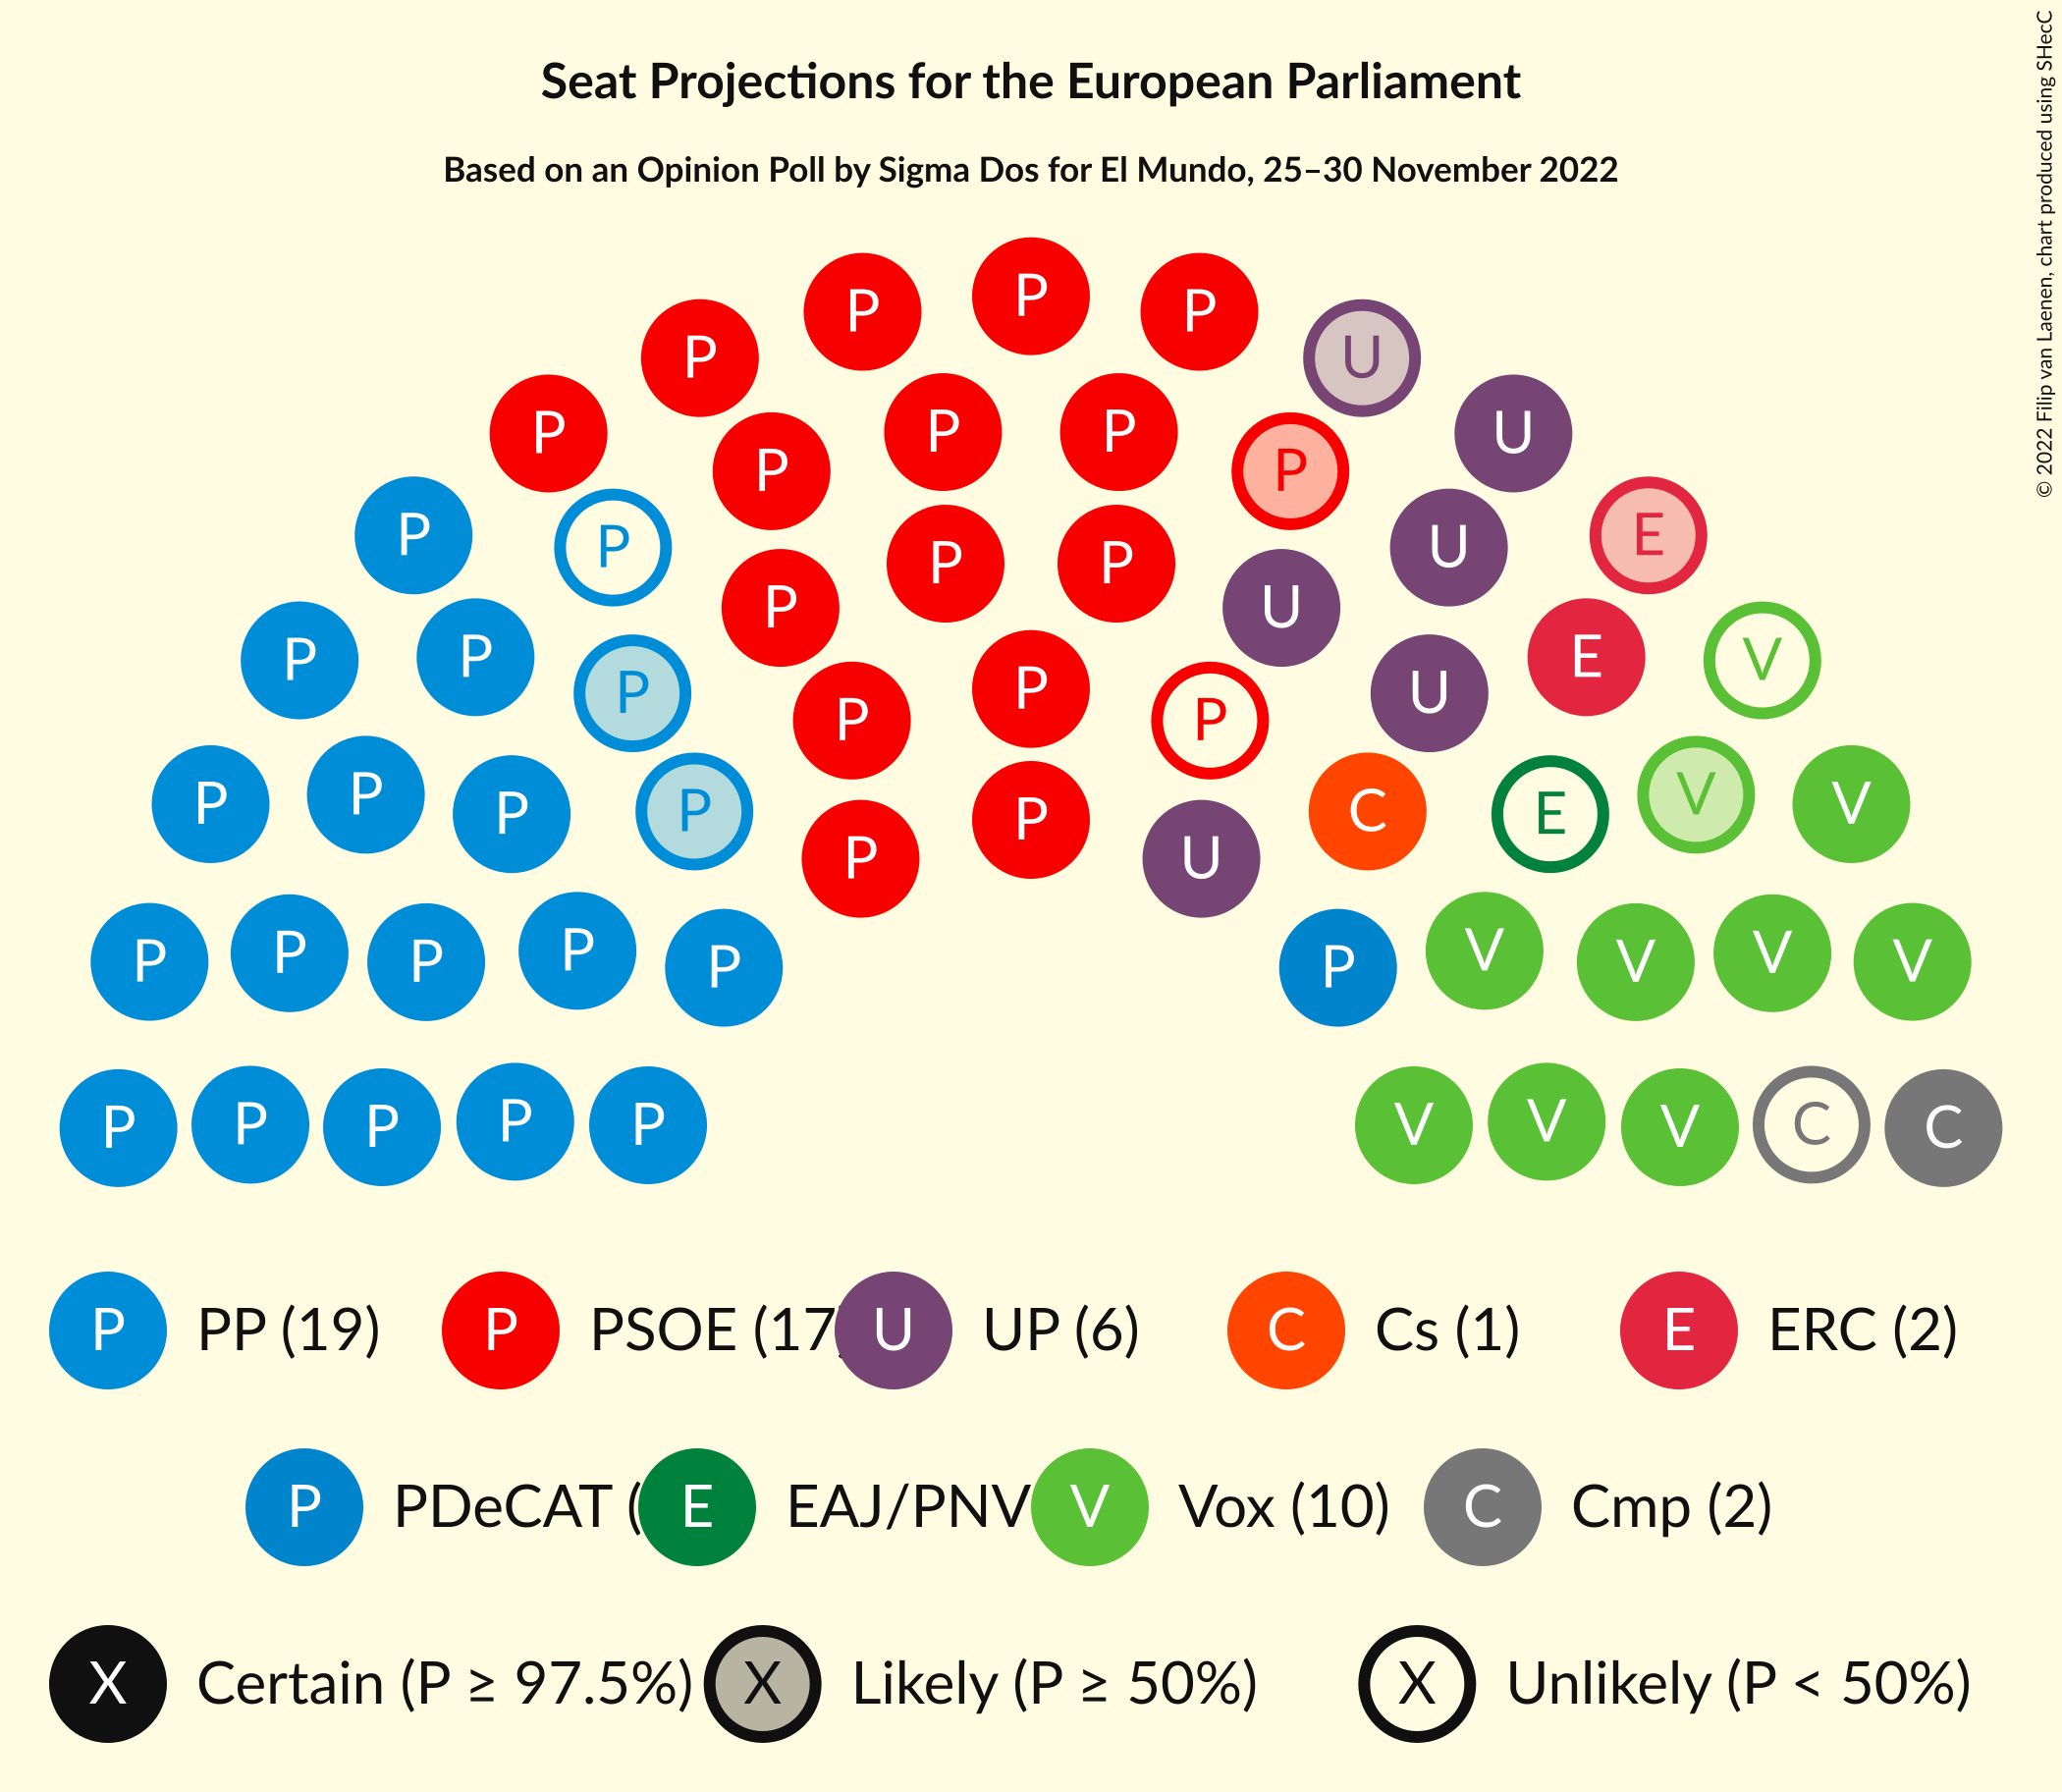 Seat Projections for the European Parliament
Based on an Opinion Poll by Sigma Dos for El Mundo, 25–30 November 2022
© 2022 Filip van Laenen, chart produced using SHecC
P
P P
P U
P P P U
P P
P P U E
P P
P U
P P E V
P P U
P P
P P P P P C E V V
P U
P P P P P P V V V V
P P P P P V V V C C
P PP (19) P PSOE (17 U UP (6) C Cs (1) E ERC (2)
P PDeCAT ( E EAJ/PNV V Vox (10) C Cmp (2)
X Certain (P ≥ 97.5%) X Likely (P ≥ 50%) X Unlikely (P < 50%)